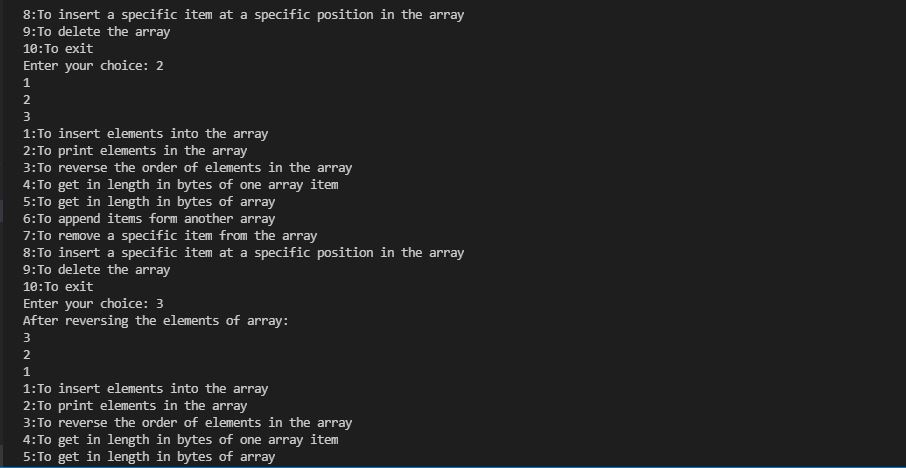 8:To insert a specific item at a specific position in the array
9:To delete the array
10:To exit
Enter your choice: 2
1
2
3
1:To insert elements into the array
2:To print elements in the array
3:To reverse the order of elements in the array
4:To get in length in bytes of one array item
5:To get in length in bytes of array
6:To append items form another array
7:To remove a specific item from the array
8:To insert a specific item at a specific position in the array
9:To delete the array
10:To exit
Enter your choice: 3
After reversing the elements of array:
3
2
1
1:To insert elements into the array
2:To print elements in the array
3:To reverse the order of elements in the array
4:To get in length in bytes of one array item
5:To get in length in bytes of array